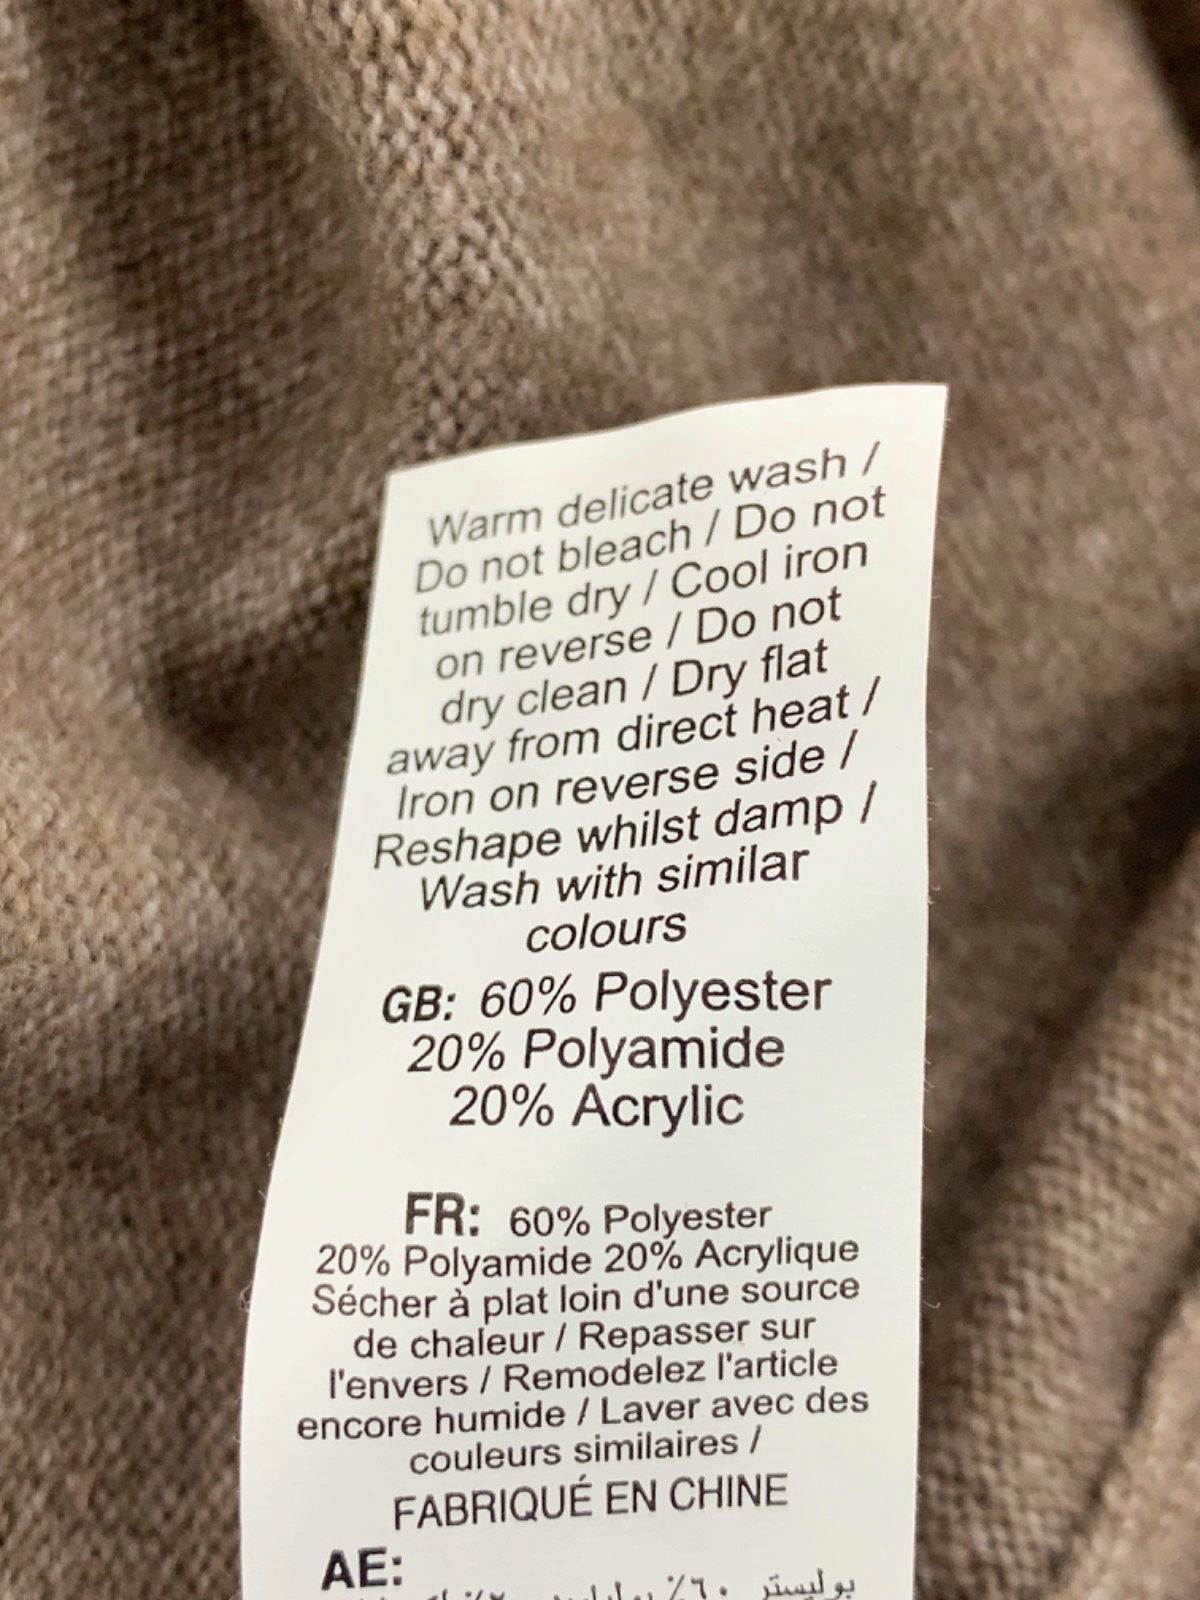 Warm delicate wash /
Do not bleach / Do not
tumble dry / Cool iron
on reverse / Do not
dry clean / Dry flat
away from direct heat /
Iron on reverse side /
Reshape whilst damp /
Wash with similar
colours
GB: 60% Polyester
20% Polyamide
20% Acrylic
FR: 60% Polyester
20% Polyamide 20% Acrylique
Sécher à plat loin d'une source
de chaleur / Repasser sur
l'envers / Remodelez l'article
encore humide / Laver avec des
couleurs similaires /
FABRIQUÉ EN CHINE
AE:
بوليستر ٦٠٪